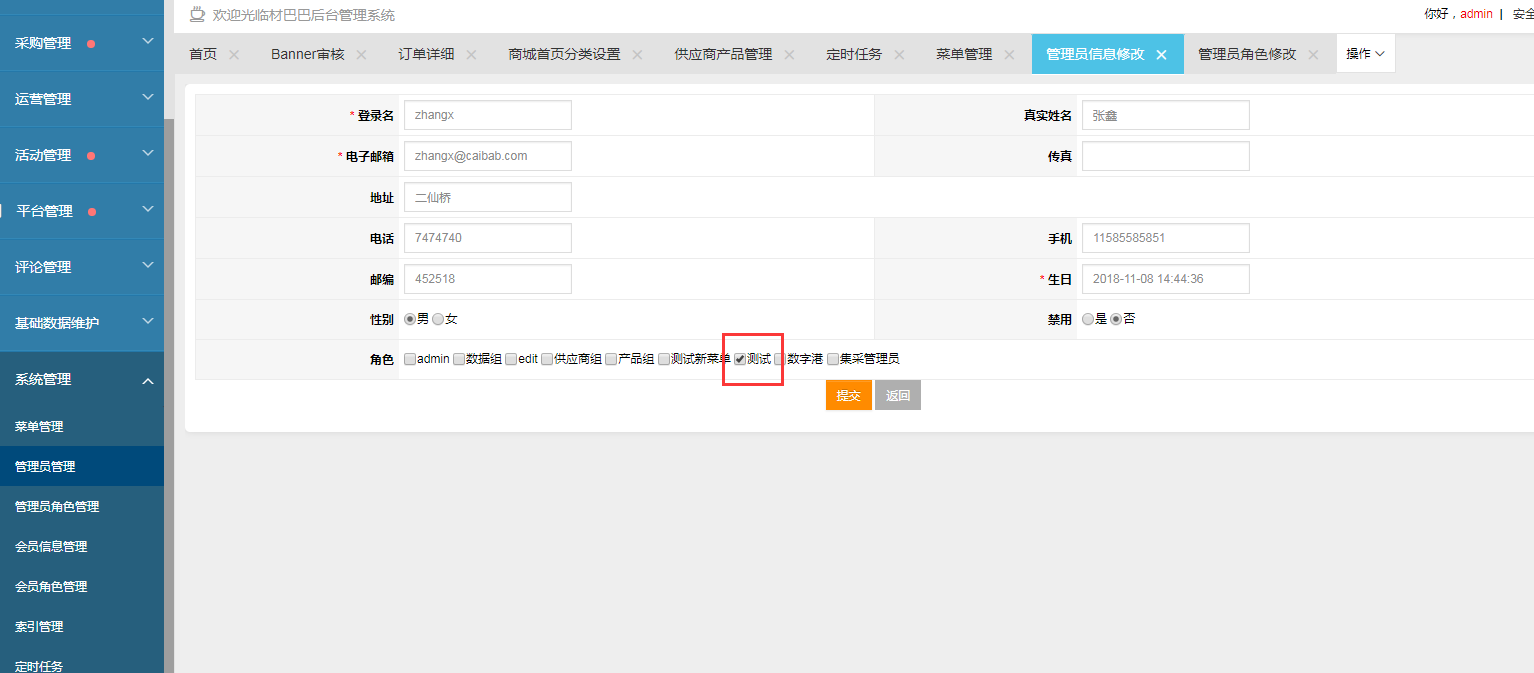 欢迎光临材巴巴后台管理系统
你好，admin | 安全
首页 Banner审核 订单详细 商城首页分类设置 供应商产品管理 定时任务 菜单管理 管理员信息修改 管理员角色修改 操作
采购管理
运营管理
活动管理
平台管理
评论管理
基础数据维护
系统管理
菜单管理
管理员管理
管理员角色管理
会员信息管理
会员角色管理
索引管理
定时任务
* 登录名 zhangx 真实姓名 张鑫
* 电子邮箱 zhangx@caibab.com 传真
地址 二仙桥
电话 7474740 手机 11585585851
邮编 452518 * 生日 2018-11-08 14:44:36
性别 男 女 禁用 是 否
角色 admin 数据组 edit 供应商组 产品组 测试新菜单 测试 数字港 集采管理员
提交 返回